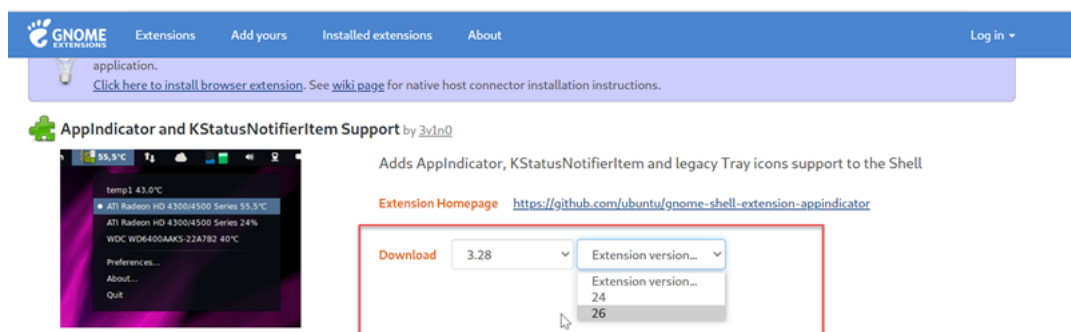 GNOME EXTENSIONS Extensions Add yours Installed extensions About Log in
application.
Click here to install browser extension. See wiki page for native host connector installation instructions.
AppIndicator and KStatusNotifierItem Support by 3v1n0
55,5°C
temp1 43.0°C
ATI Radeon HD 4300/4500 Series 55.5°C
ATI Radeon HD 4300/4500 Series 24%
WDC WD6400AAKS-22A7B2 40°C
Preferences...
About...
Quit
Adds AppIndicator, KStatusNotifierItem and legacy Tray icons support to the Shell
Extension Homepage https://github.com/ubuntu/gnome-shell-extension-appindicator
Download 3.28 Extension version...
Extension version...
24
26